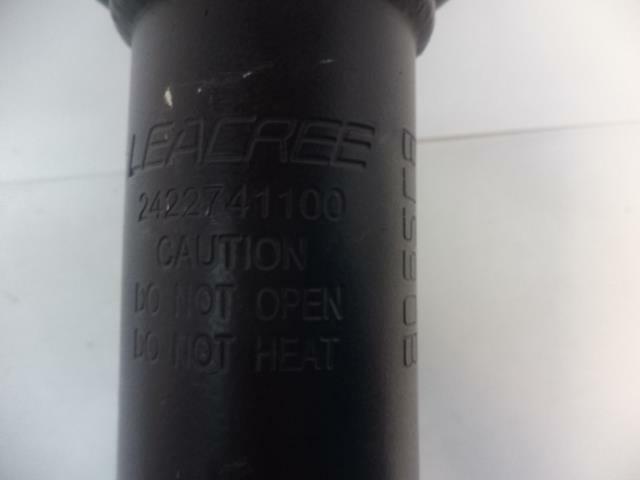 LEACREE
2422741100
CAUTION
DO NOT OPEN
DO NOT HEAT